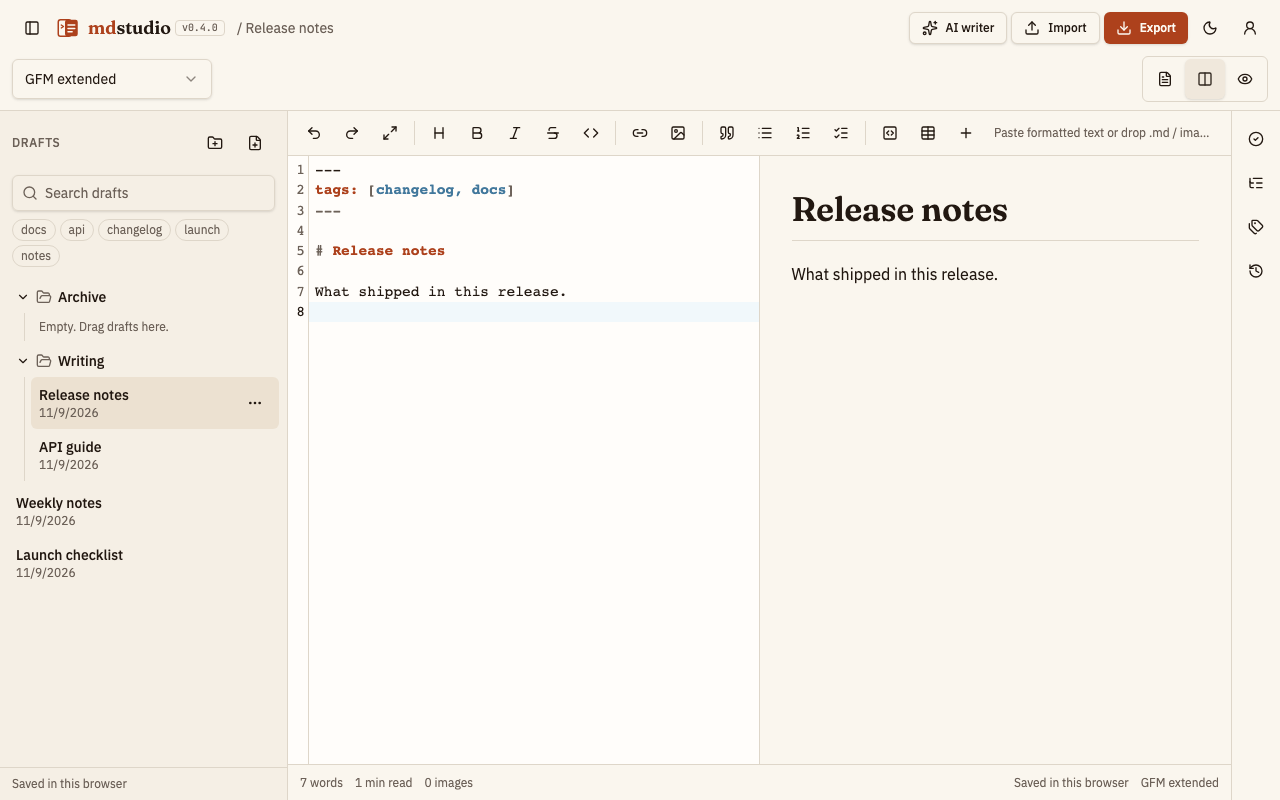 mdstudio v0.4.0 / Release notes
AI writer
Import
Export
GFM extended
DRAFTS
Search drafts
docs api changelog launch
notes
Archive
Empty. Drag drafts here.
Writing
Release notes
11/9/2026
API guide
11/9/2026
Weekly notes
11/9/2026
Launch checklist
11/9/2026
Saved in this browser
Paste formatted text or drop .md / ima...
1 ---
2 tags: [changelog, docs]
3 ---
4
5 # Release notes
6
7 What shipped in this release.
8
Release notes
What shipped in this release.
7 words 1 min read 0 images
Saved in this browser GFM extended